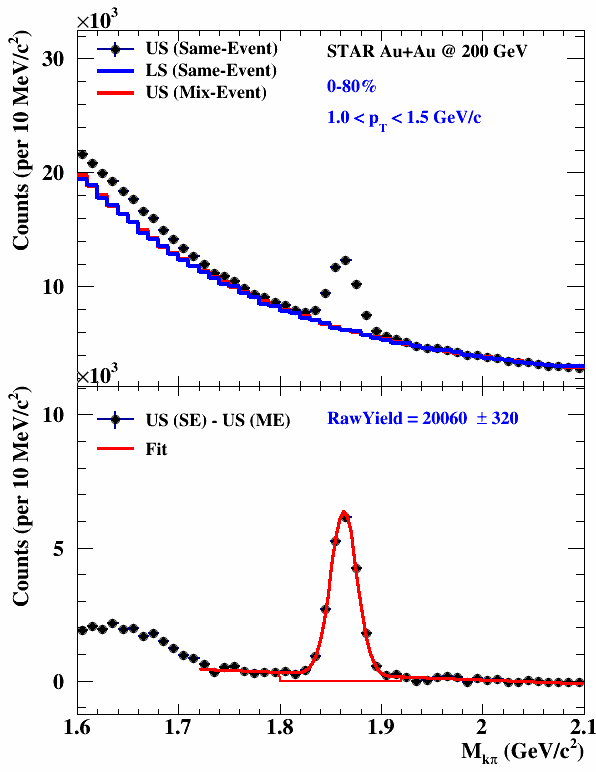 ×10³
Counts (per 10 MeV/c²)
30
20
10
US (Same-Event)
LS (Same-Event)
US (Mix-Event)
STAR Au+Au @ 200 GeV
0-80%
1.0 < p_T < 1.5 GeV/c
×10³
Counts (per 10 MeV/c²)
10
5
0
US (SE) - US (ME)
Fit
RawYield = 20060 ± 320
1.6 1.7 1.8 1.9 2 2.1
M_kπ (GeV/c²)